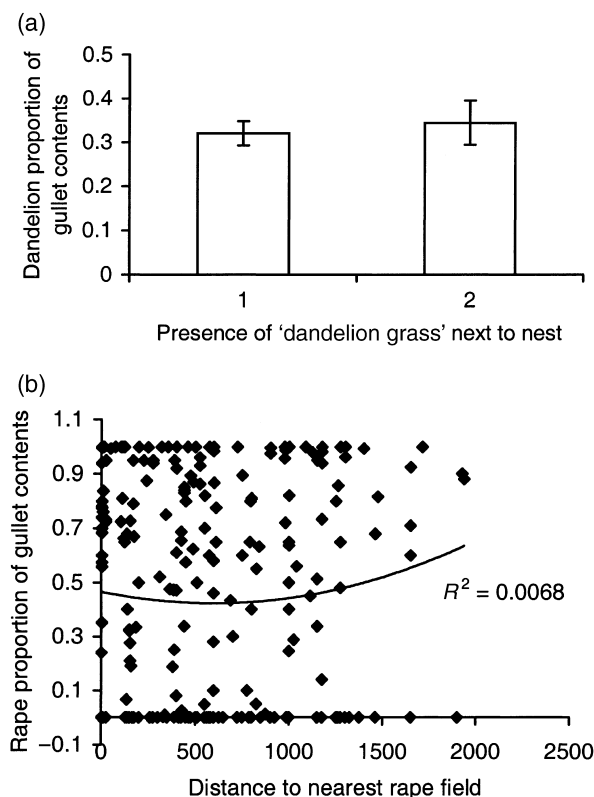 (a)
Dandelion proportion of
gullet contents
0.5
0.4
0.3
0.2
0.1
0
1 2
Presence of ‘dandelion grass’ next to nest
(b)
Rape proportion of gullet contents
1.1
0.9
0.7
0.5
0.3
0.1
−0.1
R² = 0.0068
0 500 1000 1500 2000 2500
Distance to nearest rape field